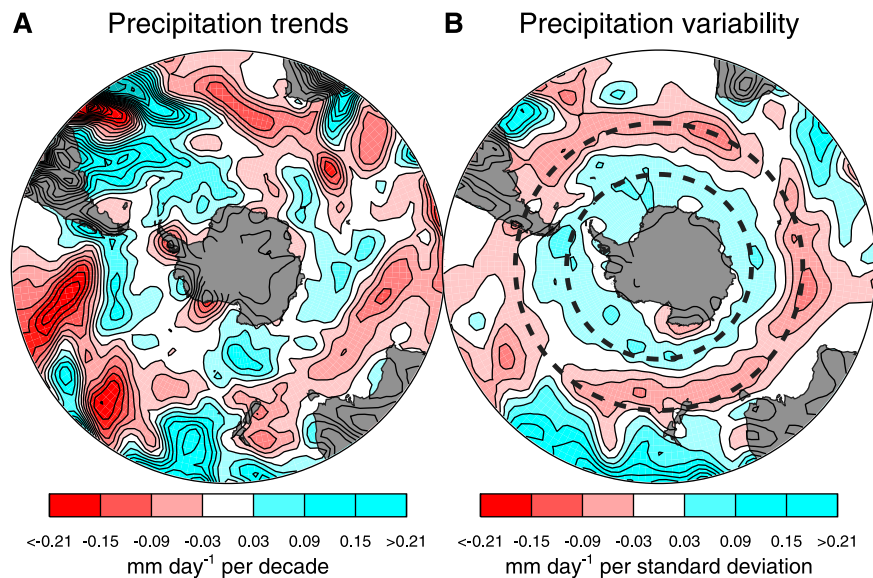 A Precipitation trends
B Precipitation variability
<-0.21 -0.15 -0.09 -0.03 0.03 0.09 0.15 >0.21
mm day⁻¹ per decade
<-0.21 -0.15 -0.09 -0.03 0.03 0.09 0.15 >0.21
mm day⁻¹ per standard deviation